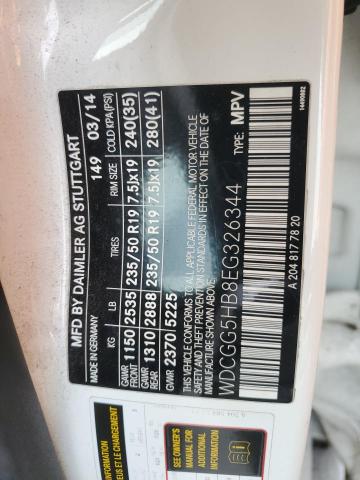 MFD BY DAIMLER AG STUTTGART
MADE IN GERMANY 149 03/14
KG LB TIRES RIM SIZE COLD KPA(PSI)
GAWR
1150 2535 235/50 R19 7.5Jx19 240(35)
GAWR
1310 2888 235/50 R19 7.5Jx19 280(41)
GVWR
2370 5225
THIS VEHICLE CONFORMS TO ALL APPLICABLE FEDERAL MOTOR VEHICLE
SAFETY AND THEFT PREVENTION STANDARDS IN EFFECT ON THE DATE OF
MANUFACTURE SHOWN ABOVE. TYPE: MPV
WDCGG5HB8EG326344
A 204 817 78 20
SEE OWNER'S
MANUAL FOR
ADDITIONAL
INFORMATION
ET LE CHARGEMENT